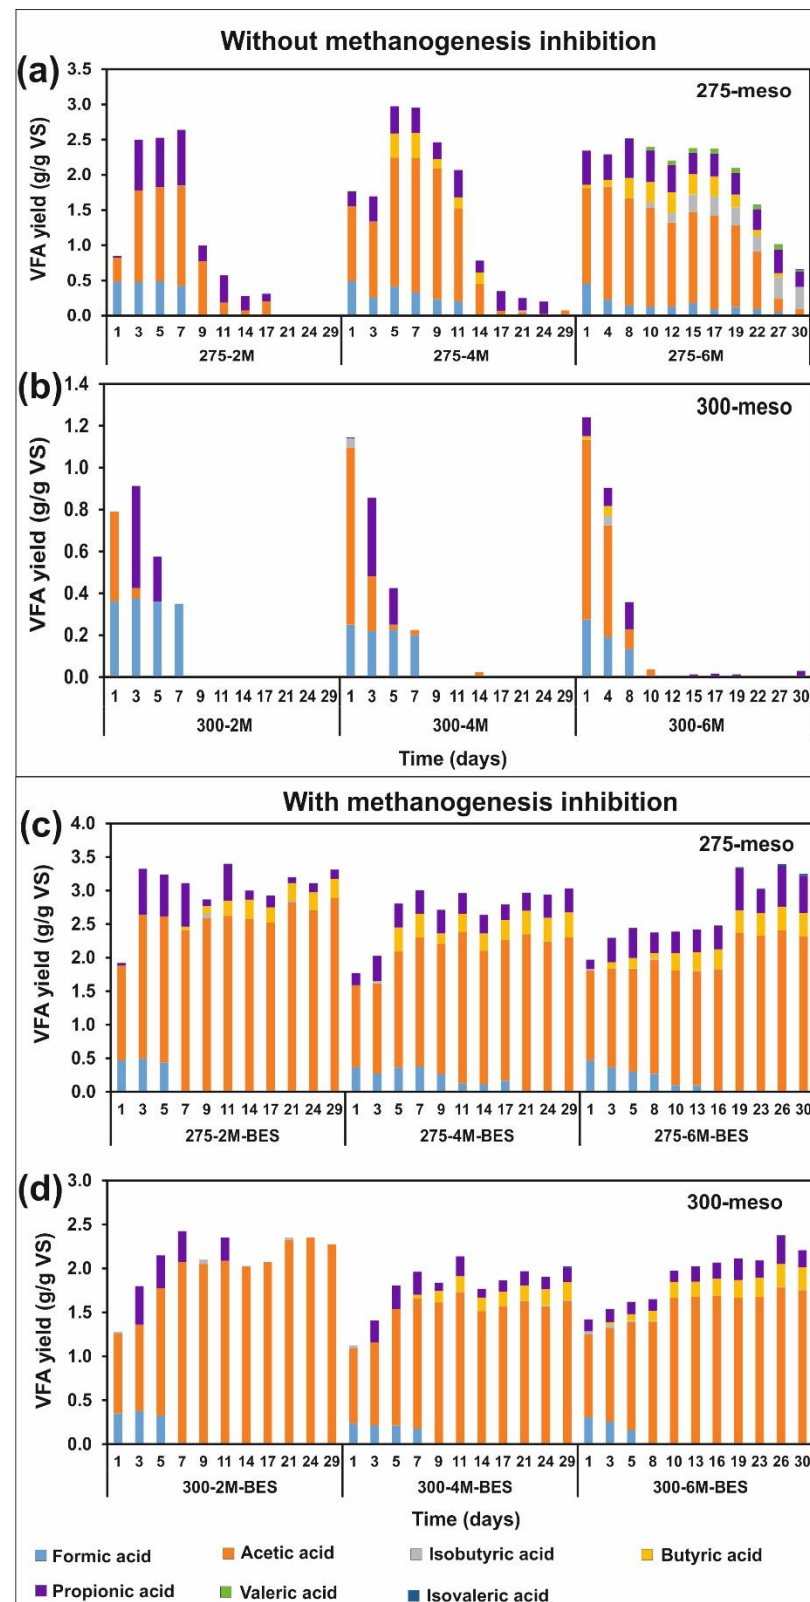 Without methanogenesis inhibition
(a)
275-meso
VFA yield (g/g VS)
3.5
3.0
2.5
2.0
1.5
1.0
0.5
0.0
1 3 5 7 9 11 14 17 21 24 29 1 3 5 7 9 11 14 17 21 24 29 1 4 8 10 12 15 17 19 22 27 30
275-2M 275-4M 275-6M
(b)
300-meso
VFA yield (g/g VS)
1.4
1.2
1.0
0.8
0.6
0.4
0.2
0.0
1 3 5 7 9 11 14 17 21 24 29 1 3 5 7 9 11 14 17 21 24 29 1 4 8 10 12 15 17 19 22 27 30
300-2M 300-4M 300-6M
Time (days)
With methanogenesis inhibition
(c)
275-meso
VFA yield (g/g VS)
4.0
3.5
3.0
2.5
2.0
1.5
1.0
0.5
0.0
1 3 5 7 9 11 14 17 21 24 29 1 3 5 7 9 11 14 17 21 24 29 1 3 5 8 10 13 16 19 23 26 30
275-2M-BES 275-4M-BES 275-6M-BES
(d)
300-meso
VFA yield (g/g VS)
3.0
2.5
2.0
1.5
1.0
0.5
0.0
1 3 5 7 9 11 14 17 21 24 29 1 3 5 7 9 11 14 17 21 24 29 1 3 5 8 10 13 16 19 23 26 30
300-2M-BES 300-4M-BES 300-6M-BES
Time (days)
Formic acid Acetic acid Isobutyric acid Butyric acid
Propionic acid Valeric acid Isovaleric acid